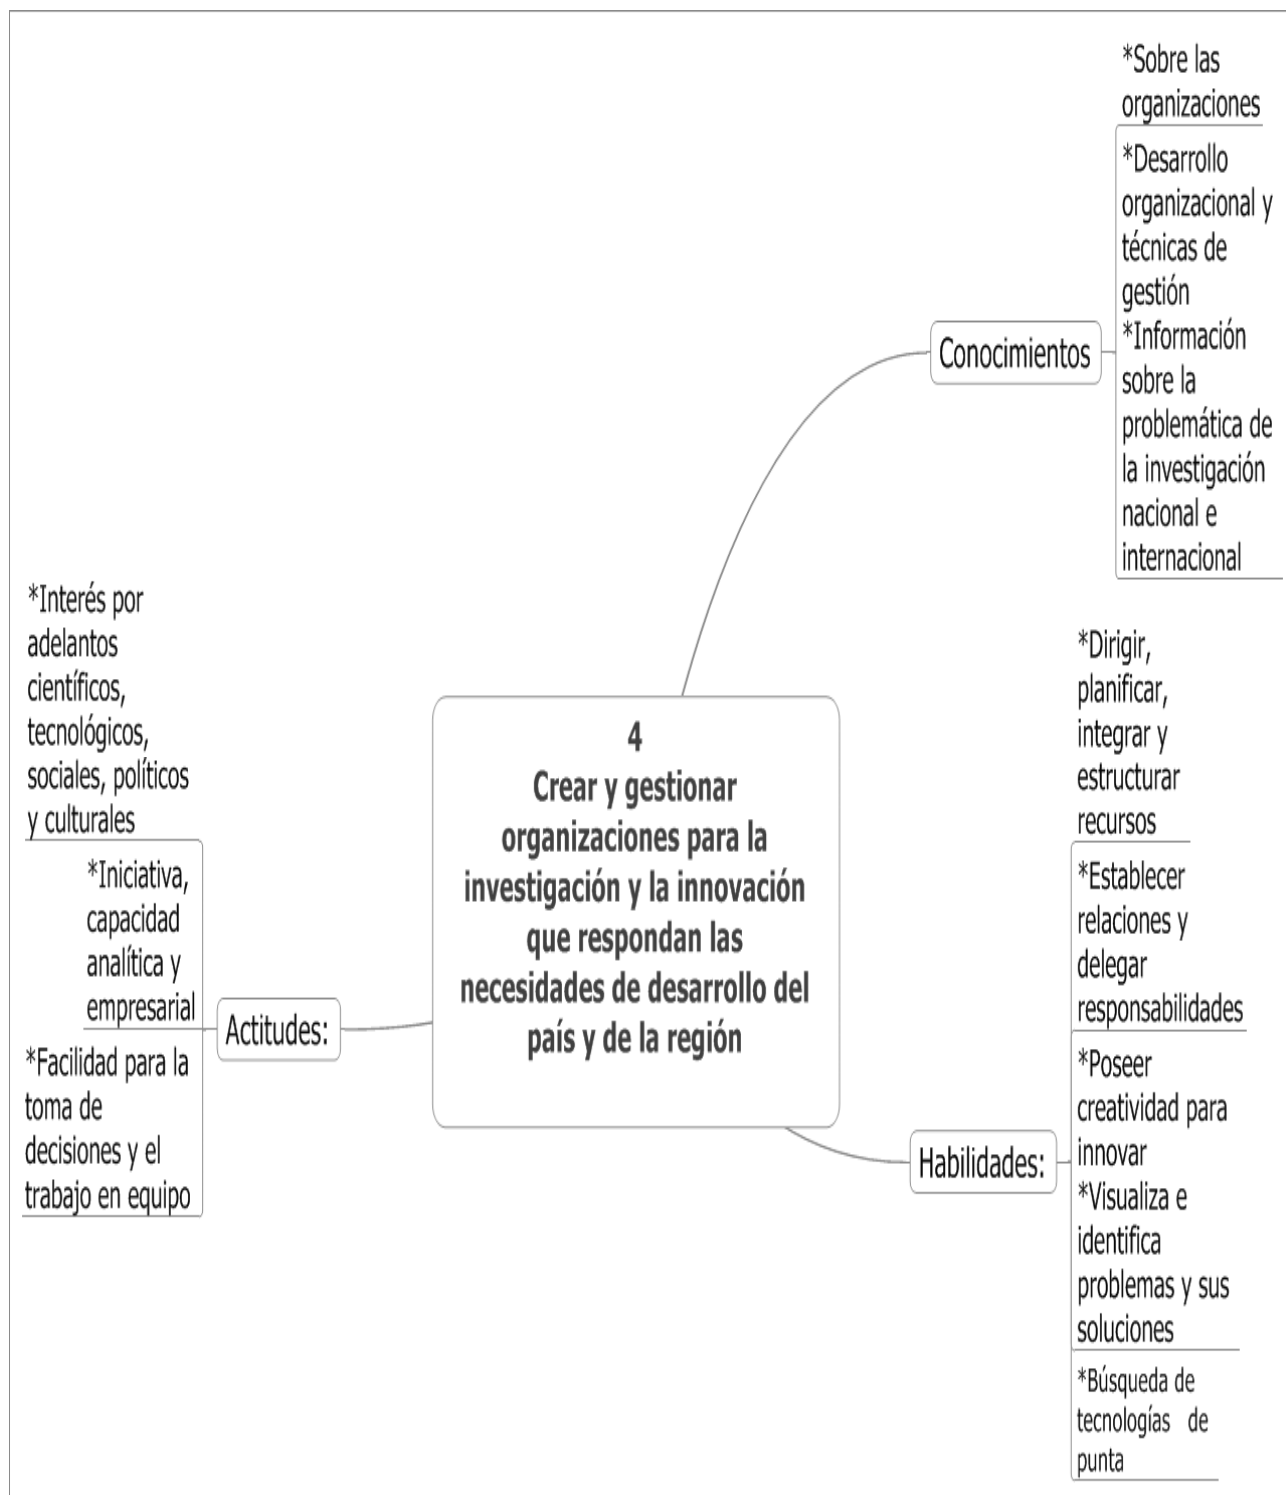 4
Crear y gestionar
organizaciones para la
investigación y la innovación
que respondan las
necesidades de desarrollo del
país y de la región
Conocimientos
*Sobre las
organizaciones
*Desarrollo
organizacional y
técnicas de
gestión
*Información
sobre la
problemática de
la investigación
nacional e
internacional
Habilidades:
*Dirigir,
planificar,
integrar y
estructurar
recursos
*Establecer
relaciones y
delegar
responsabilidades
*Poseer
creatividad para
innovar
*Visualiza e
identifica
problemas y sus
soluciones
*Búsqueda de
tecnologías de
punta
Actitudes:
*Interés por
adelantos
científicos,
tecnológicos,
sociales, políticos
y culturales
*Iniciativa,
capacidad
analítica y
empresarial
*Facilidad para la
toma de
decisiones y el
trabajo en equipo